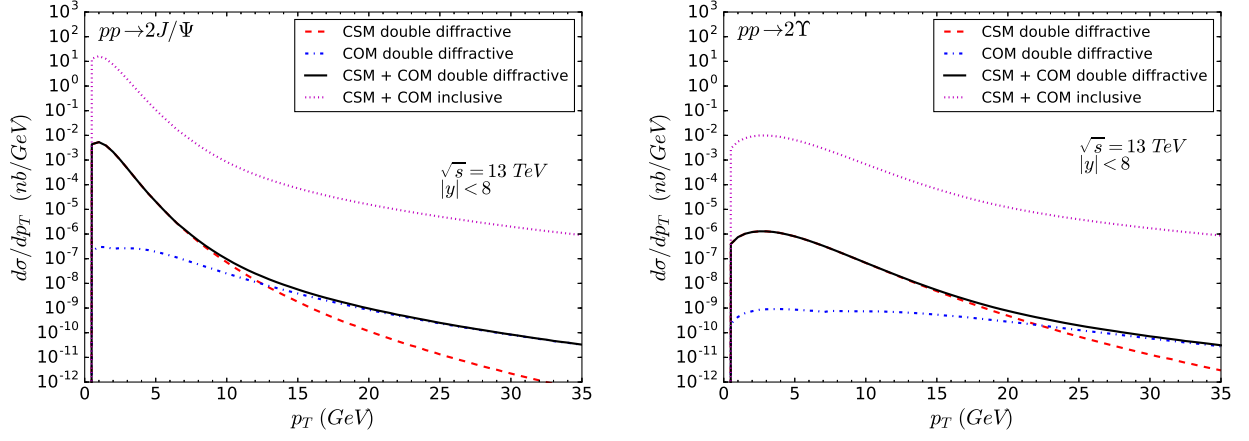 pp→2J/Ψ
CSM double diffractive
COM double diffractive
CSM + COM double diffractive
CSM + COM inclusive
√s = 13 TeV
|y| < 8
dσ/dp_T (nb/GeV)
10^3
10^2
10^1
10^0
10^-1
10^-2
10^-3
10^-4
10^-5
10^-6
10^-7
10^-8
10^-9
10^-10
10^-11
10^-12
0 5 10 15 20 25 30 35
p_T (GeV)
pp→2Υ
CSM double diffractive
COM double diffractive
CSM + COM double diffractive
CSM + COM inclusive
√s = 13 TeV
|y| < 8
dσ/dp_T (nb/GeV)
10^3
10^2
10^1
10^0
10^-1
10^-2
10^-3
10^-4
10^-5
10^-6
10^-7
10^-8
10^-9
10^-10
10^-11
10^-12
0 5 10 15 20 25 30 35
p_T (GeV)